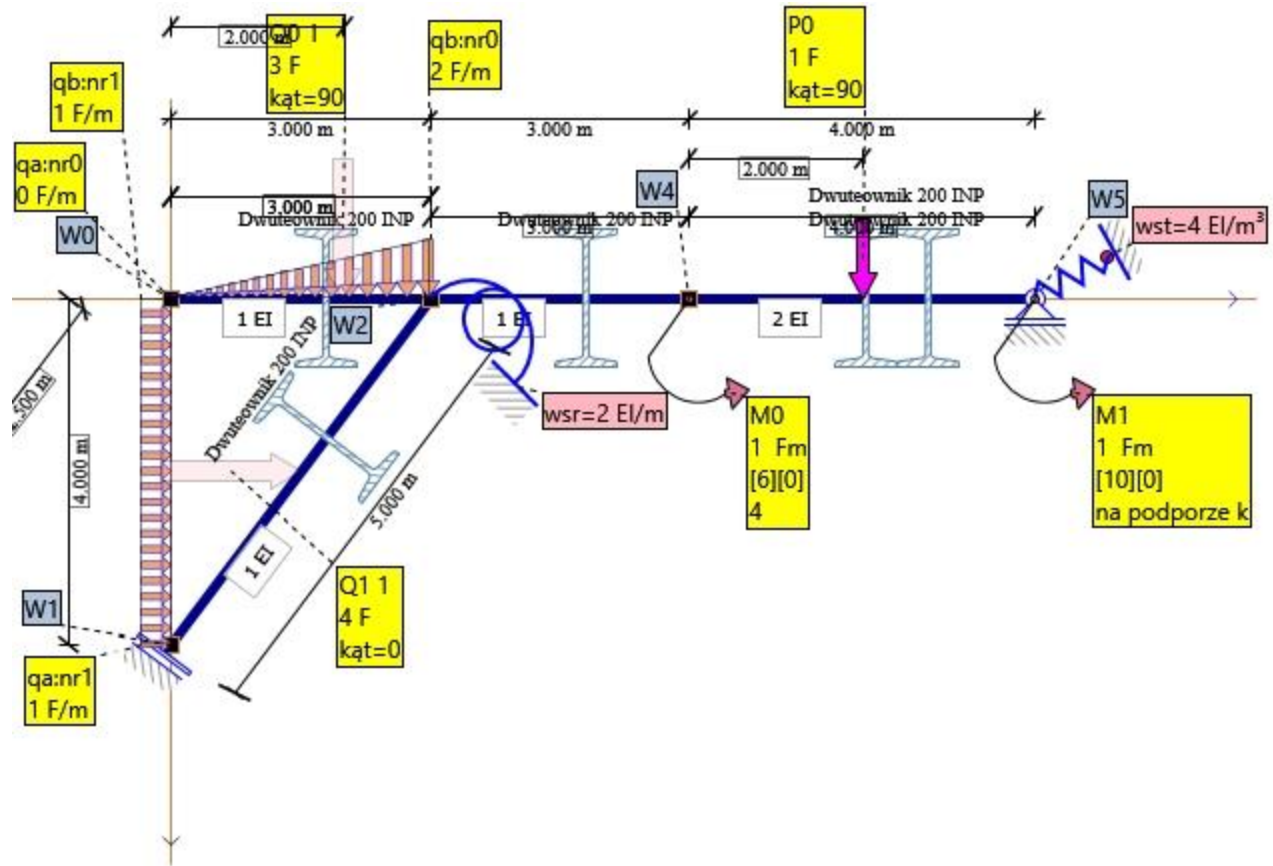 2.000 m
Q0 1
3 F
kąt=90
qb:nr0
2 F/m
P0
1 F
kąt=90
qb:nr1
1 F/m
3.000 m
3.000 m
4.000 m
qa:nr0
0 F/m
2.000 m
W4
W0
3.000 m
Dwuteownik 200 INP
Dwuteownik 200 INP
3.000 m
Dwuteownik 200 INP
Dwuteownik 200 INP
4.000 m
W5
wst=4 EI/m³
1 EI
W2
1 EI
2 EI
Dwuteownik 200 INP
.500 m
4.000 m
5.000 m
1 EI
wsr=2 EI/m
M0
1 Fm
[6][0]
4
M1
1 Fm
[10][0]
na podporze k
W1
Q1 1
4 F
kąt=0
qa:nr1
1 F/m